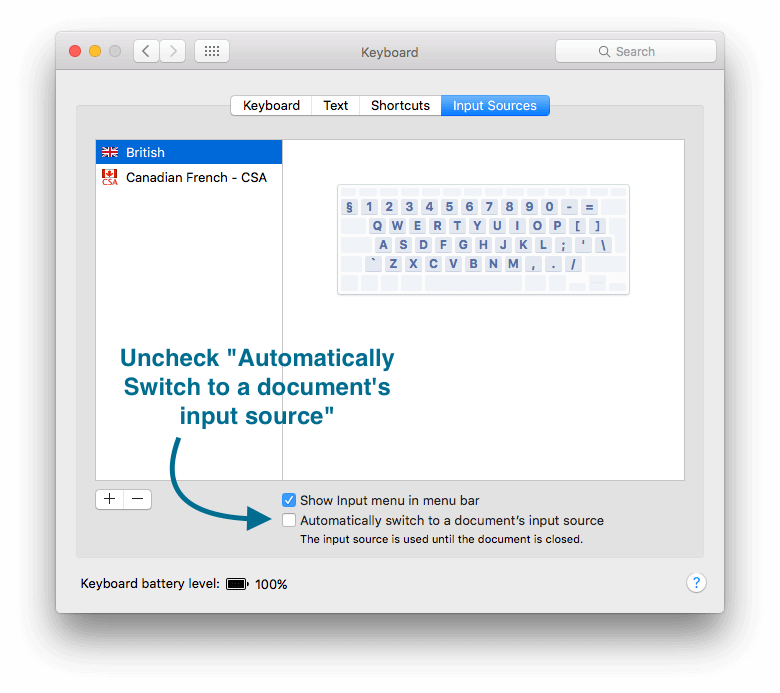 Keyboard
Search
Keyboard Text Shortcuts Input Sources
British
CSA Canadian French - CSA
§ 1 2 3 4 5 6 7 8 9 0 - =
Q W E R T Y U I O P [ ]
A S D F G H J K L ; ' \
` Z X C V B N M , . /
Uncheck "Automatically
Switch to a document's
input source"
+ −
Show Input menu in menu bar
Automatically switch to a document’s input source
The input source is used until the document is closed.
Keyboard battery level: 100%
?